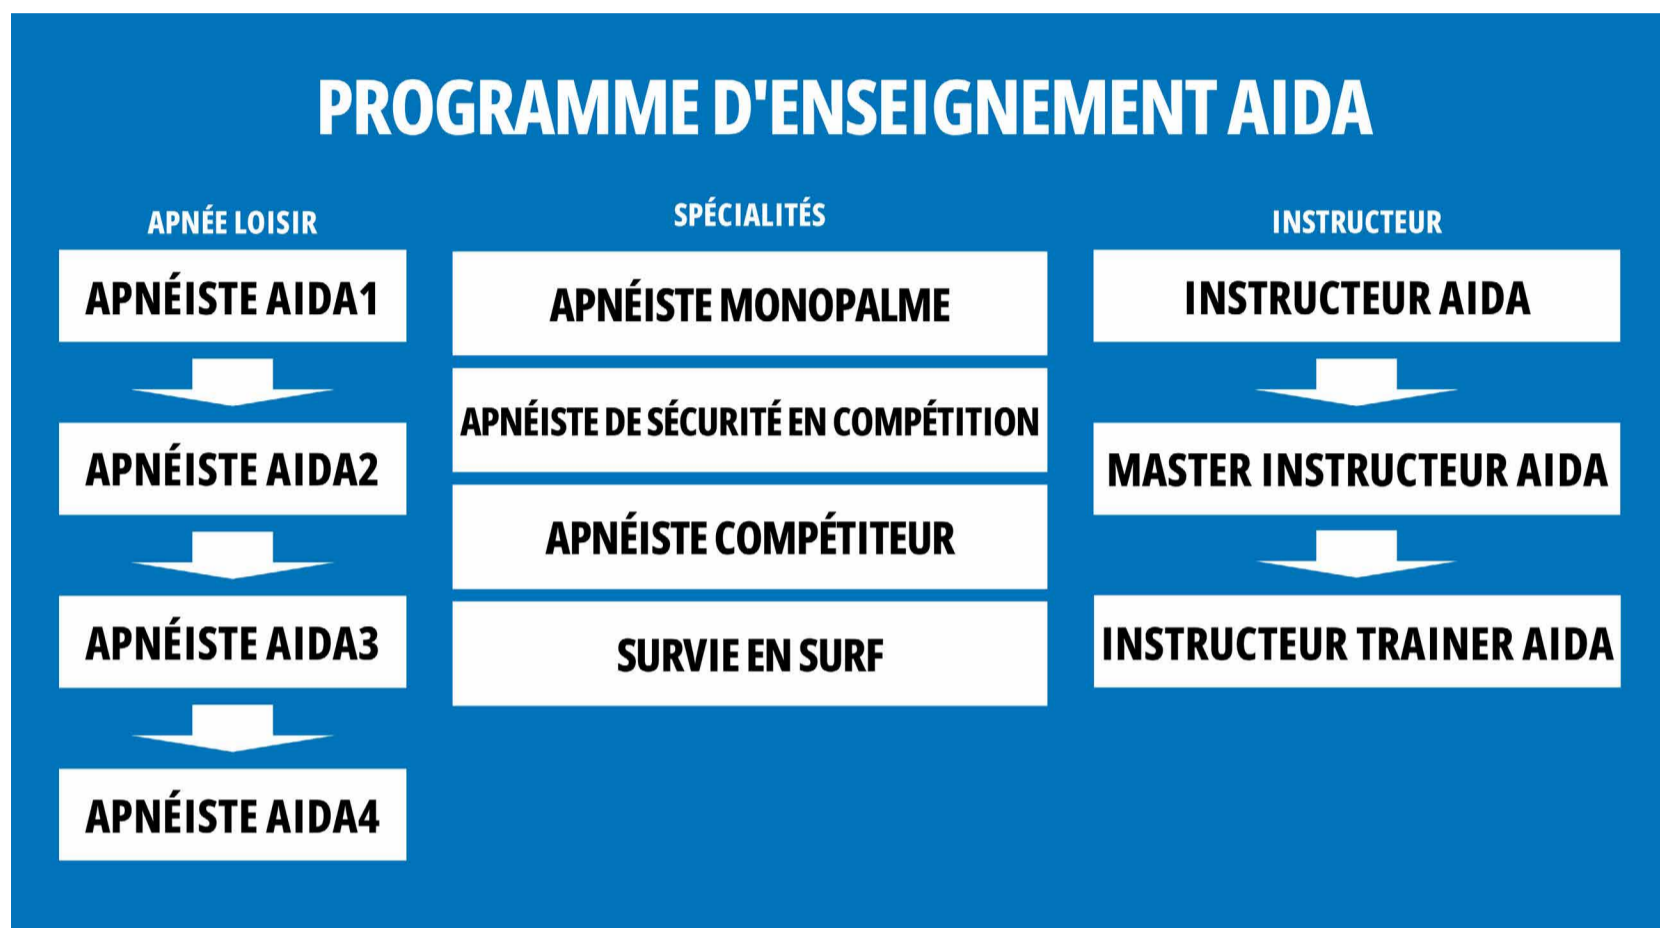 PROGRAMME D'ENSEIGNEMENT AIDA
APNÉE LOISIR
APNÉISTE AIDA1
APNÉISTE AIDA2
APNÉISTE AIDA3
APNÉISTE AIDA4
SPÉCIALITÉS
APNÉISTE MONOPALME
APNÉISTE DE SÉCURITÉ EN COMPÉTITION
APNÉISTE COMPÉTITEUR
SURVIE EN SURF
INSTRUCTEUR
INSTRUCTEUR AIDA
MASTER INSTRUCTEUR AIDA
INSTRUCTEUR TRAINER AIDA